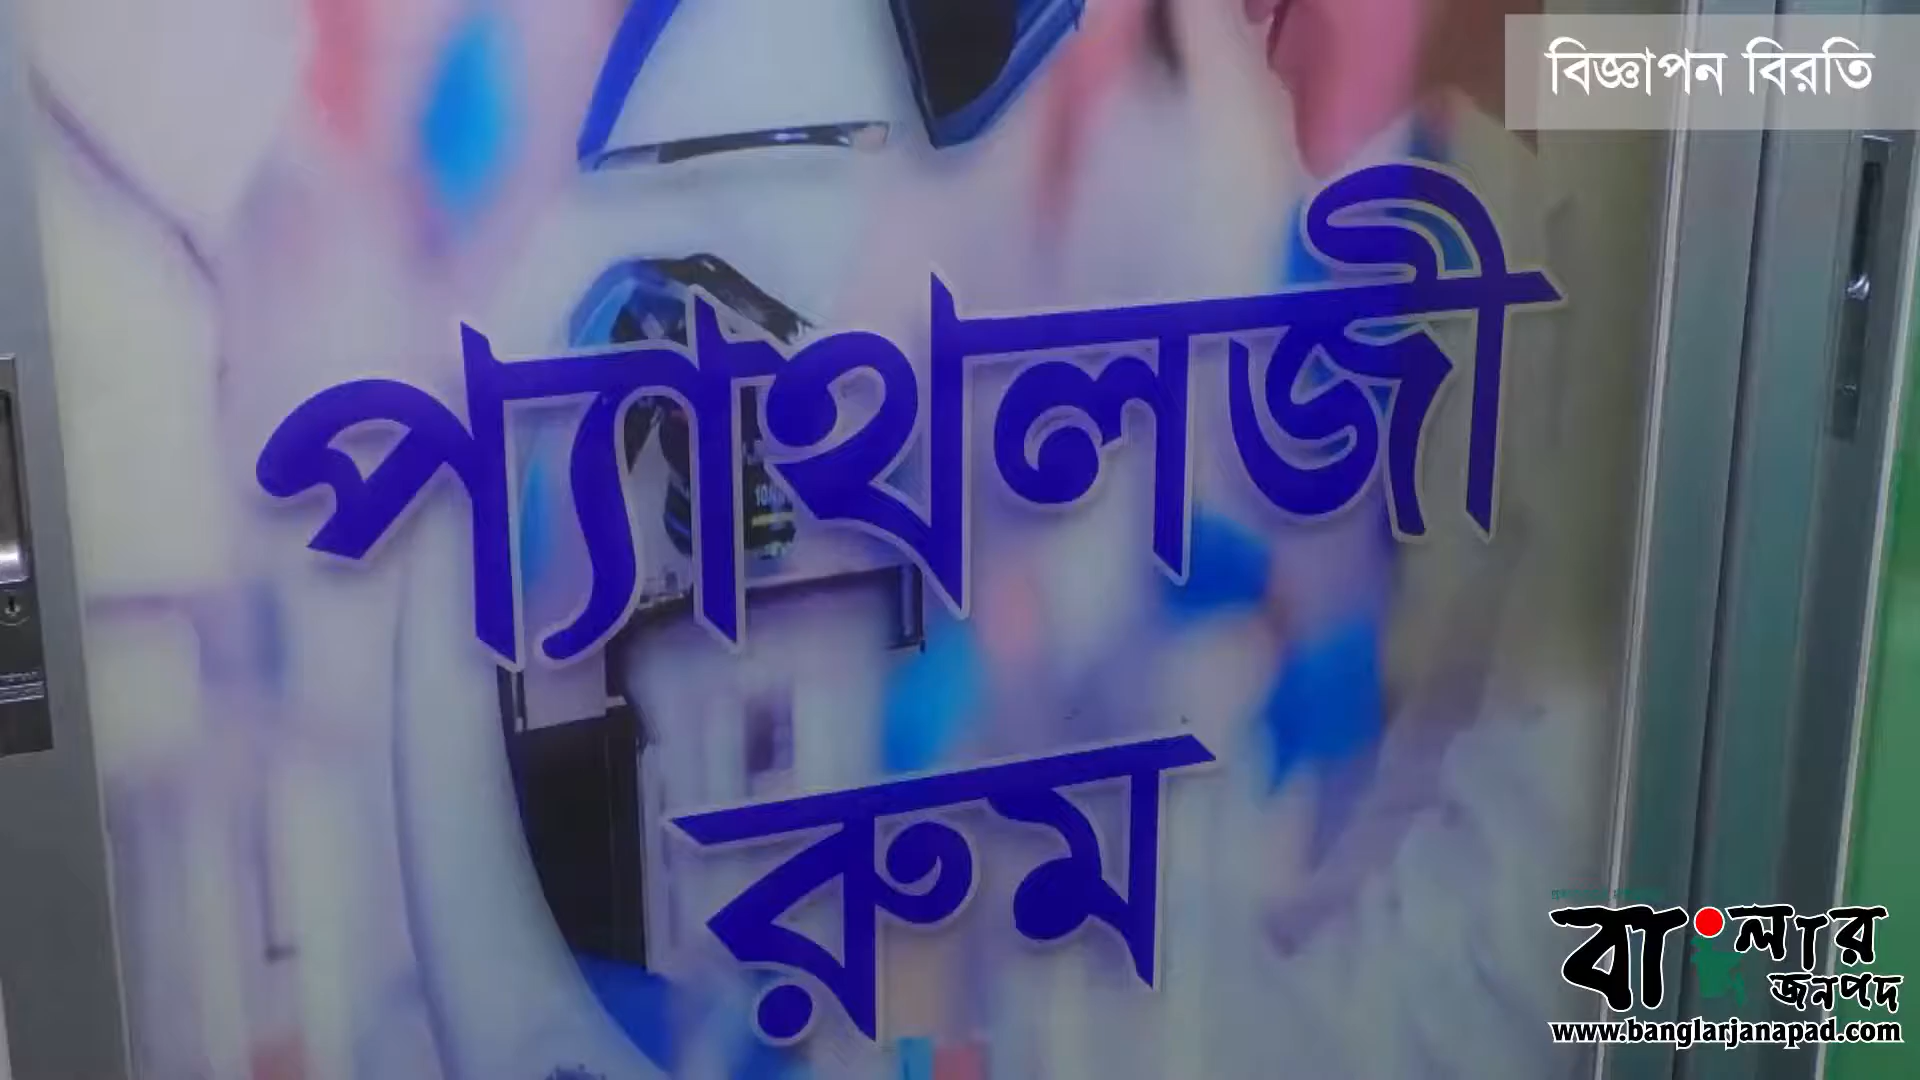 বিজ্ঞাপন বিরতি
প্যাথলজী
রুম
বাংলার
জনপদ
www.banglarjanapad.com